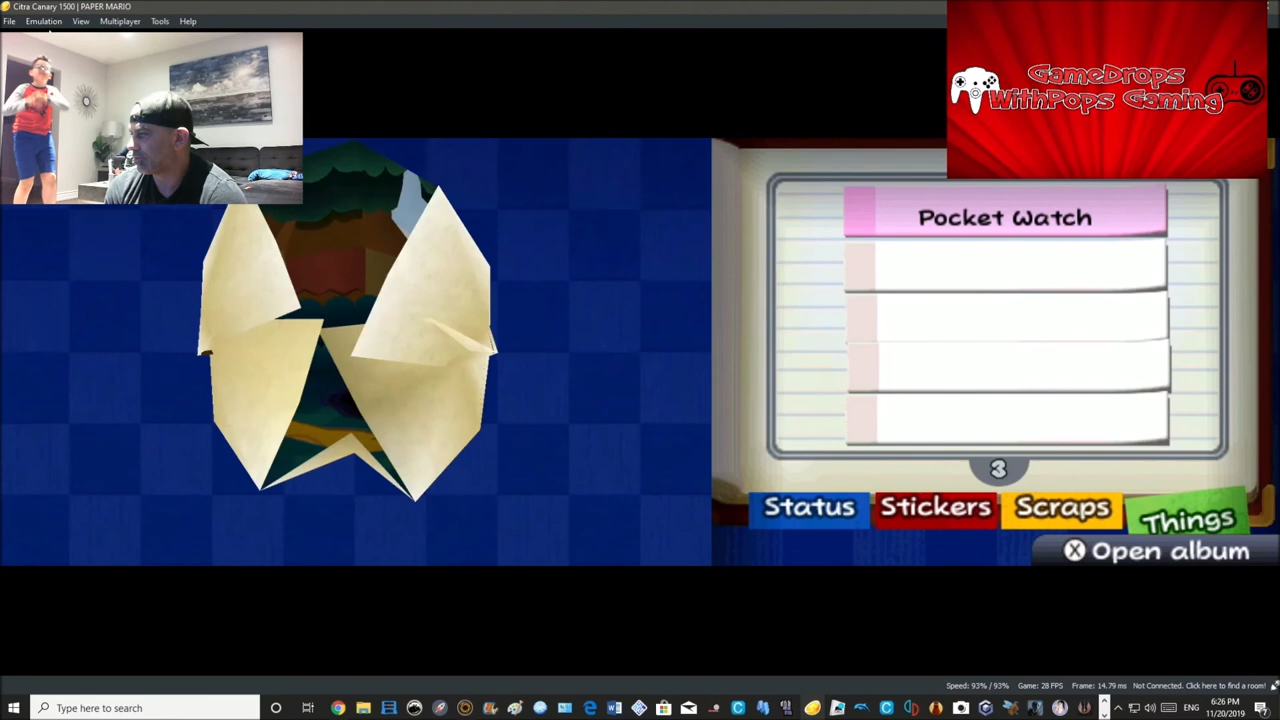 Citra Canary 1500 | PAPER MARIO
File Emulation View Multiplayer Tools Help
GameDrops
WithPops Gaming
Pocket Watch
3
Status Stickers Scraps Things
X Open album
Speed: 93% / 93% Game: 28 FPS Frame: 14.79 ms Not Connected. Click here to find a room!
Type here to search
ENG
6:26 PM
11/20/2019